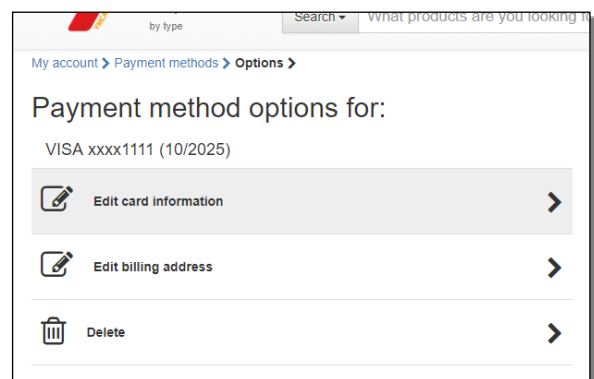 by type
Search
What products are you looking fo
My account > Payment methods > Options >
Payment method options for:
VISA xxxx1111 (10/2025)
Edit card information
Edit billing address
Delete